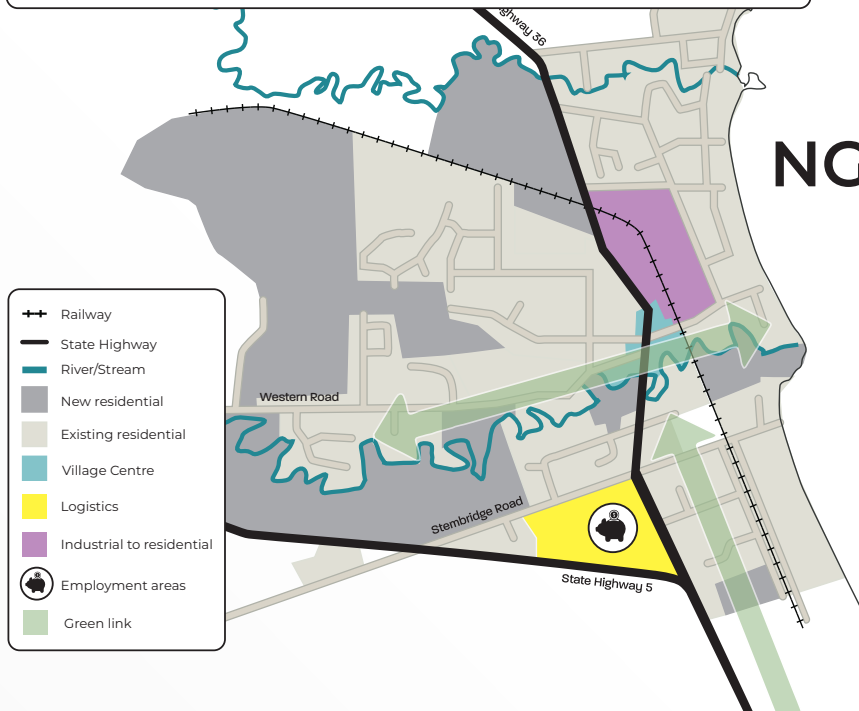 ghway 36
NG
Railway
State Highway
River/Stream
New residential
Existing residential
Village Centre
Logistics
Industrial to residential
Employment areas
Green link
Western Road
Stembridge Road
State Highway 5